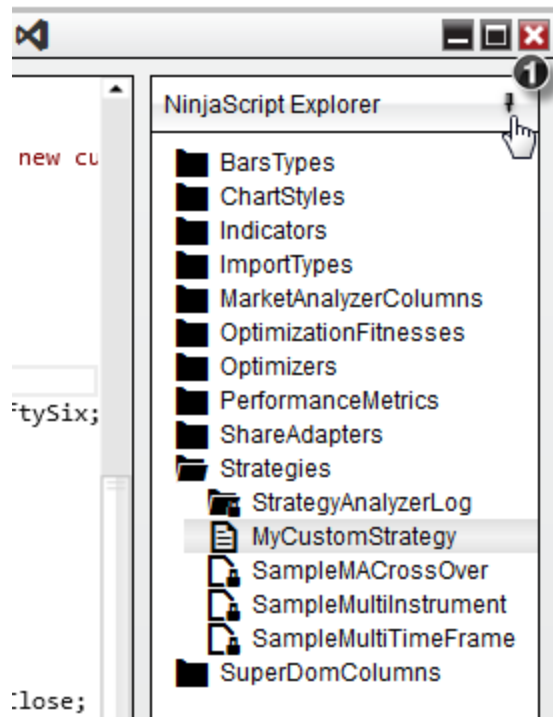 1
NinjaScript Explorer
new cu
BarsTypes
ChartStyles
Indicators
ImportTypes
MarketAnalyzerColumns
OptimizationFitnesses
Optimizers
PerformanceMetrics
ftySix;
ShareAdapters
Strategies
StrategyAnalyzerLog
MyCustomStrategy
SampleMACrossOver
SampleMultiInstrument
SampleMultiTimeFrame
SuperDomColumns
Close;